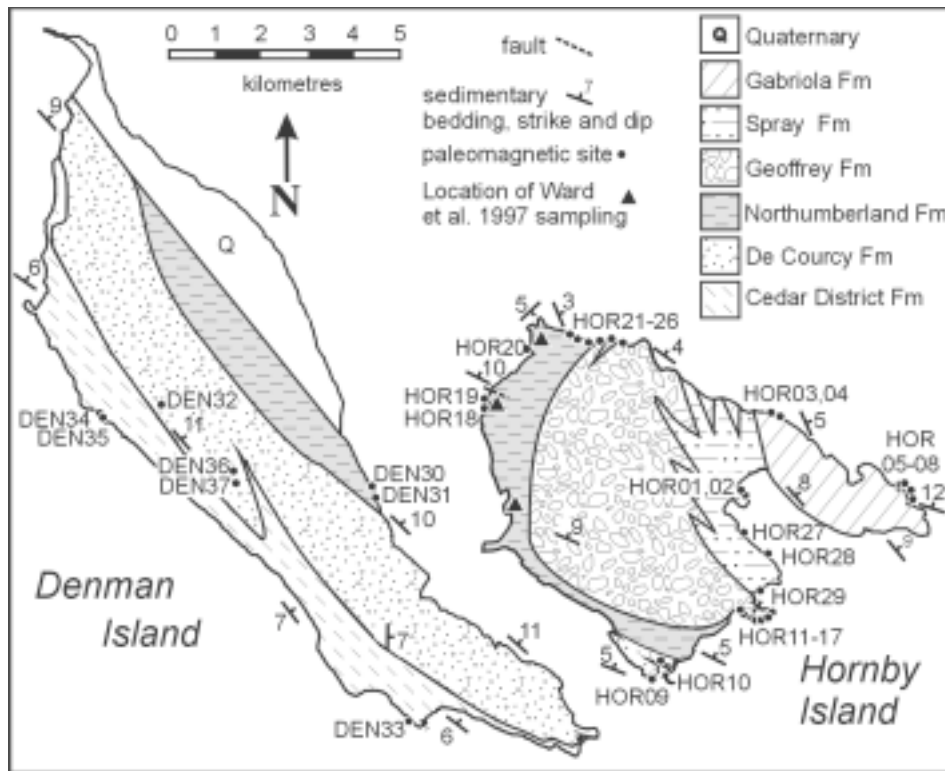 0 1 2 3 4 5
kilometres
N
fault
sedimentary 7
bedding, strike and dip
paleomagnetic site
Location of Ward
et al. 1997 sampling
Q Quaternary
Gabriola Fm
Spray Fm
Geoffrey Fm
Northumberland Fm
De Courcy Fm
Cedar District Fm
9
Q
6
DEN34
DEN35
DEN32
11
DEN36
DEN37
DEN30
DEN31
10
Denman
Island
7
7
11
DEN33
6
5
3
HOR21-26
HOR20
10
4
HOR19
HOR18
HOR03,04
5
HOR
05-08
HOR01,02
8
12
9
HOR27
9
HOR28
HOR29
HOR11-17
5
5
HOR10
HOR09
Hornby
Island